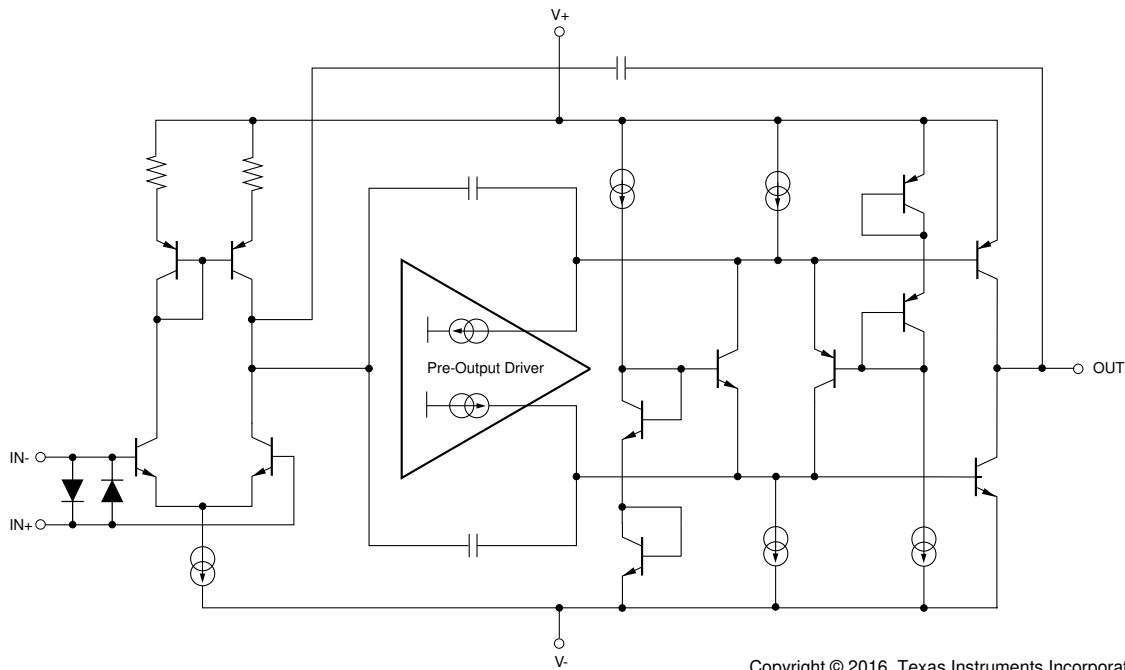 V+
Pre-Output Driver
OUT
IN-
IN+
V-
Copyright © 2016, Texas Instruments Incorporat